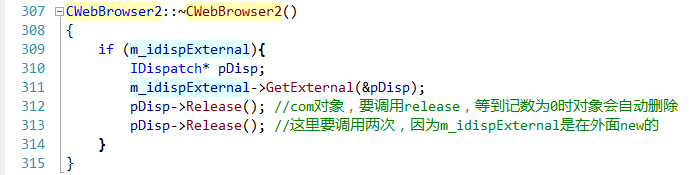 307 CWebBrowser2::~CWebBrowser2()
308 {
309 if (m_idispExternal){
310 IDispatch* pDisp;
311 m_idispExternal->GetExternal(&pDisp);
312 pDisp->Release(); //com对象，要调用release，等到记数为0时对象会自动删除
313 pDisp->Release(); //这里要调用两次，因为m_idispExternal是在外面new的
314 }
315 }